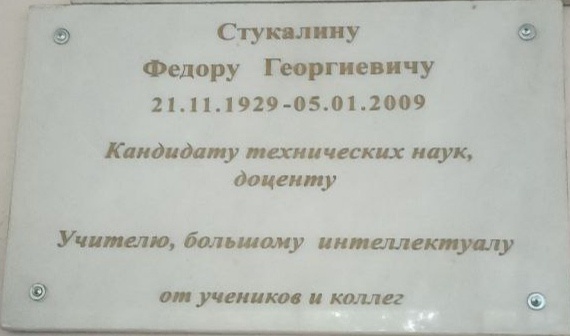 Стукалину
Федору Георгиевичу
21.11.1929-05.01.2009
Кандидату технических наук,
доценту
Учителю, большому интеллектуалу
от учеников и коллег